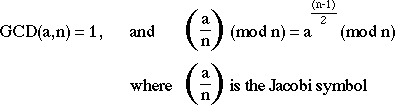 GCD(a,n) = 1, and (a/n) (mod n) = a^((n-1)/2) (mod n)
where (a/n) is the Jacobi symbol